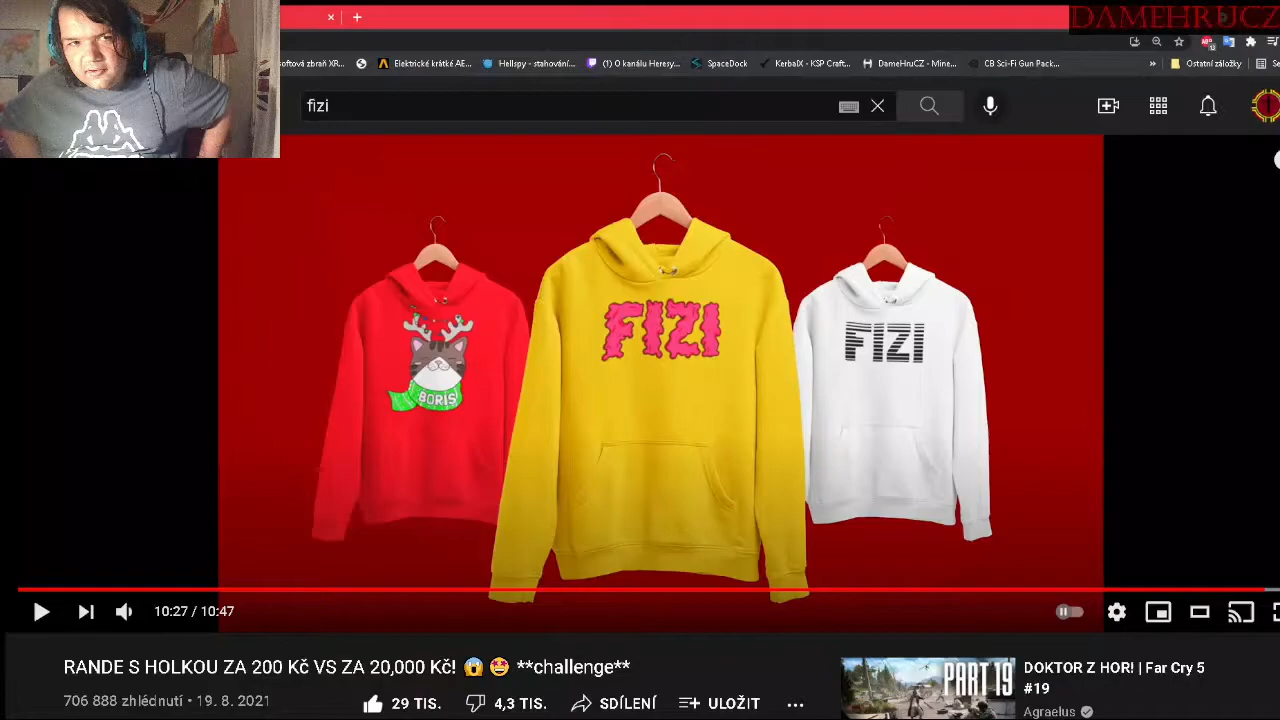 DAMEHRUCZ
softová zbraň XR...
Elektrické krátké AE...
Hellspy - stahování...
(1) O kanálu Heresy...
SpaceDock
KerbalX - KSP Craft...
DameHruCZ - Mine...
CB Sci-Fi Gun Pack...
»
Ostatní záložky
fizi
BORIS
FIZI
FIZI
10:27 / 10:47
RANDE S HOLKOU ZA 200 Kč VS ZA 20,000 Kč! 😱 🤩 **challenge**
706 888 zhlédnutí • 19. 8. 2021
29 TIS.
4,3 TIS.
SDÍLENÍ
ULOŽIT
PART 19
DOKTOR Z HOR! | Far Cry 5
#19
Agraelus